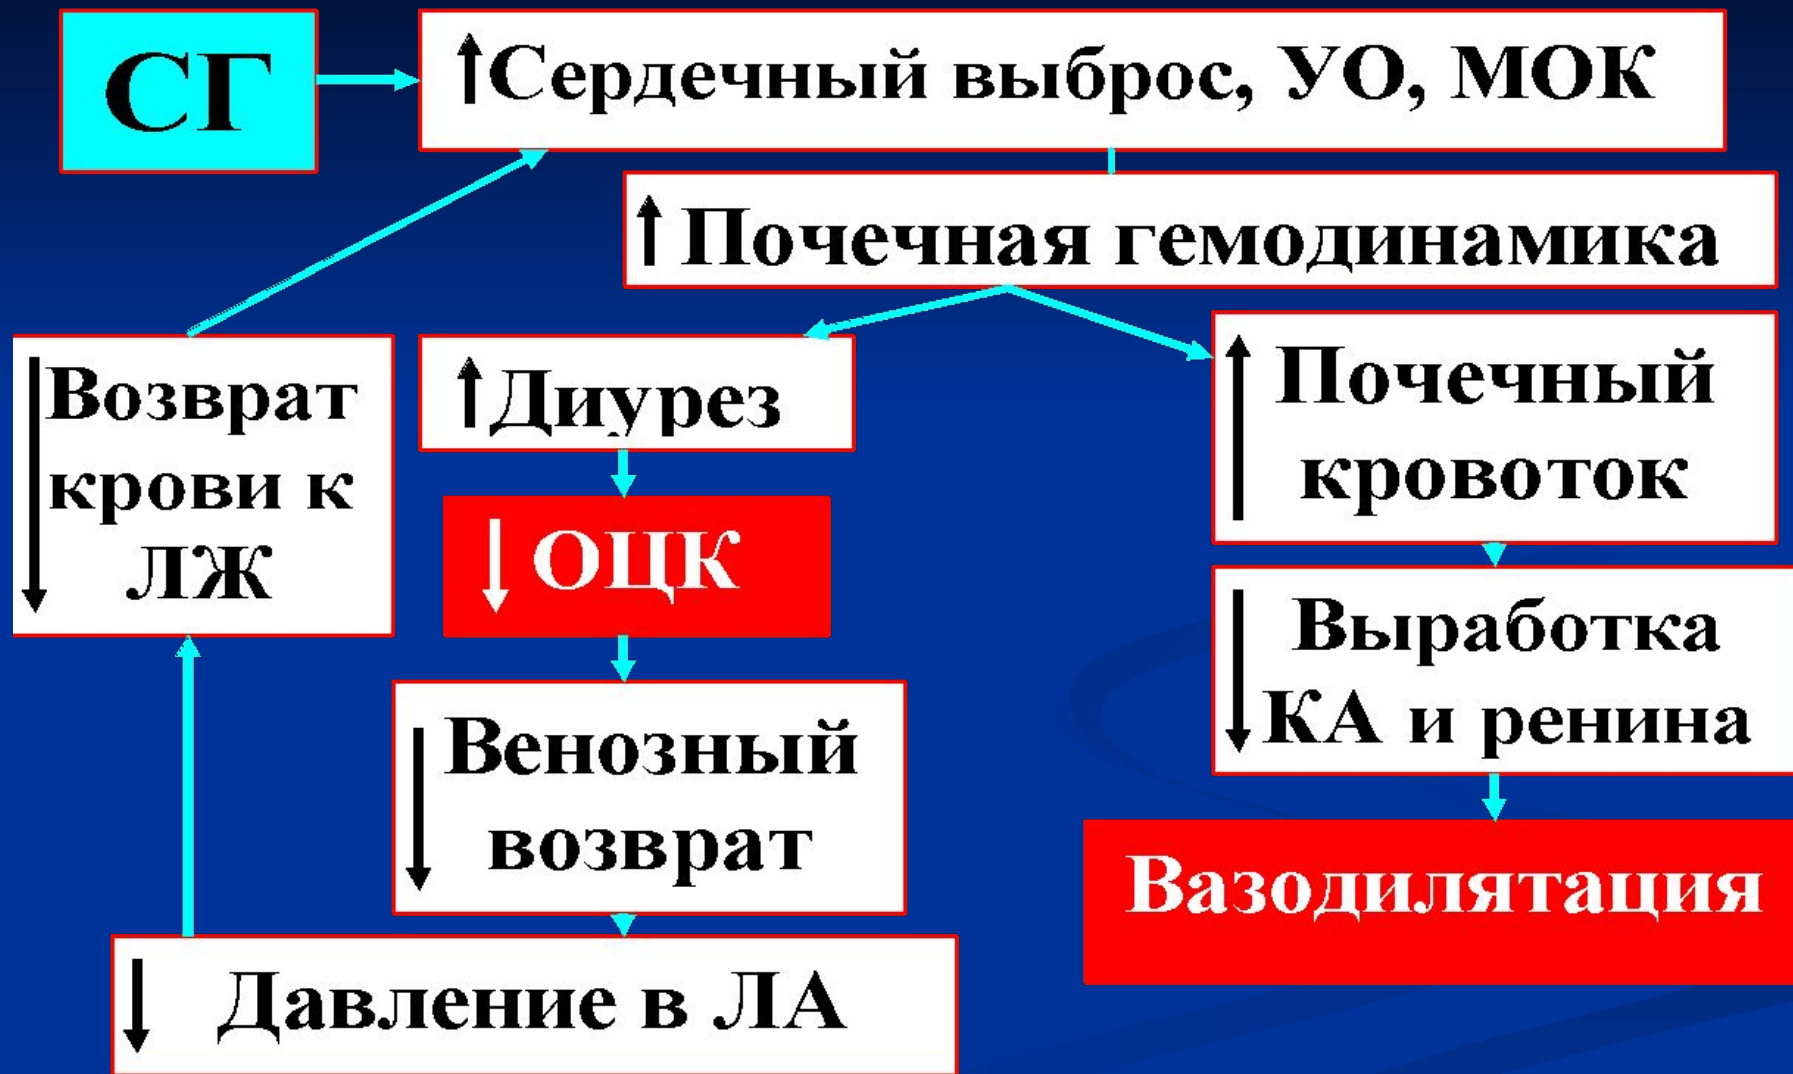 СГ
↑Сердечный выброс, УО, МОК
↑ Почечная гемодинамика
↓Возврат
крови к
ЛЖ
↑Диурез
↑ Почечный
кровоток
↓ ОЦК
↓ Выработка
КА и ренина
↓ Венозный
возврат
Вазодилятация
↓ Давление в ЛА